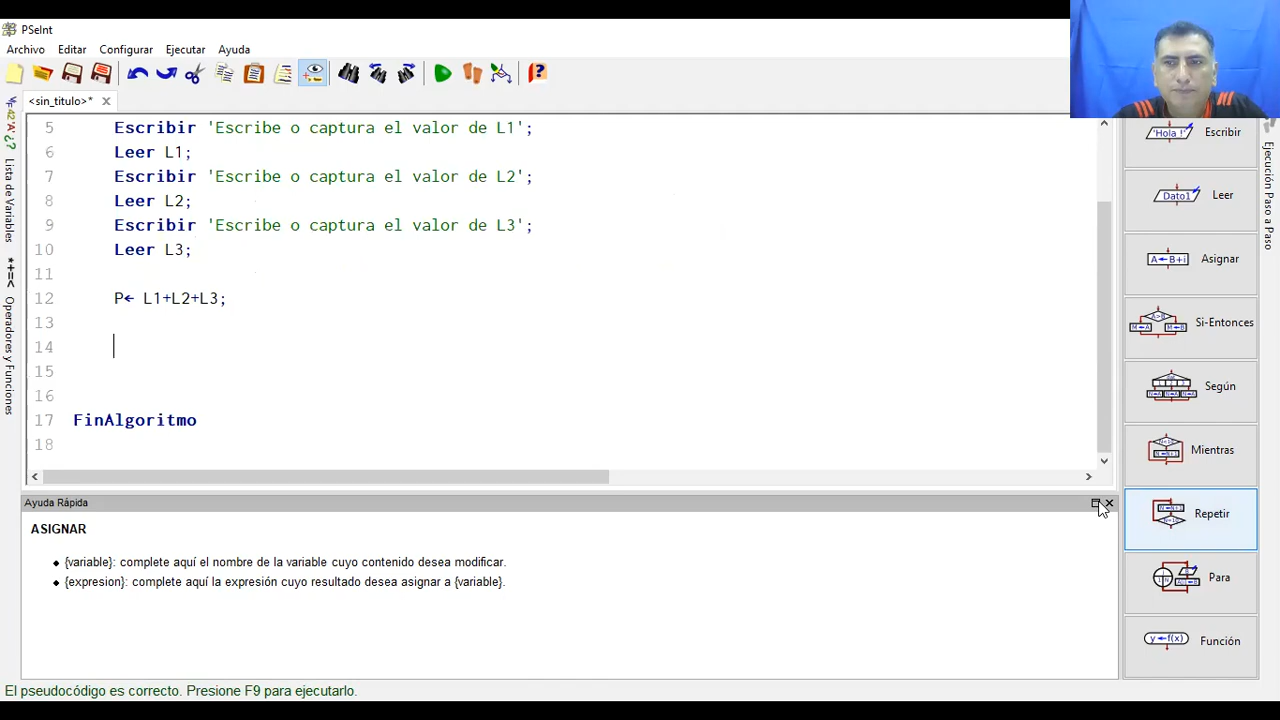 PSeInt
Archivo Editar Configurar Ejecutar Ayuda
<sin_titulo>*
5 Escribir 'Escribe o captura el valor de L1';
6 Leer L1;
7 Escribir 'Escribe o captura el valor de L2';
8 Leer L2;
9 Escribir 'Escribe o captura el valor de L3';
10 Leer L3;
11
12 P← L1+L2+L3;
13
14
15
16
17 FinAlgoritmo
18
Ayuda Rápida
ASIGNAR
{variable}: complete aquí el nombre de la variable cuyo contenido desea modificar.
{expresion}: complete aquí la expresión cuyo resultado desea asignar a {variable}.
El pseudocódigo es correcto. Presione F9 para ejecutarlo.
Lista de Variables
Operadores y Funciones
'Hola !' Escribir
Dato1 Leer
A←B+i Asignar
Si-Entonces
Según
Mientras
Repetir
Para
y←f(x) Función
Ejecución Paso a Paso